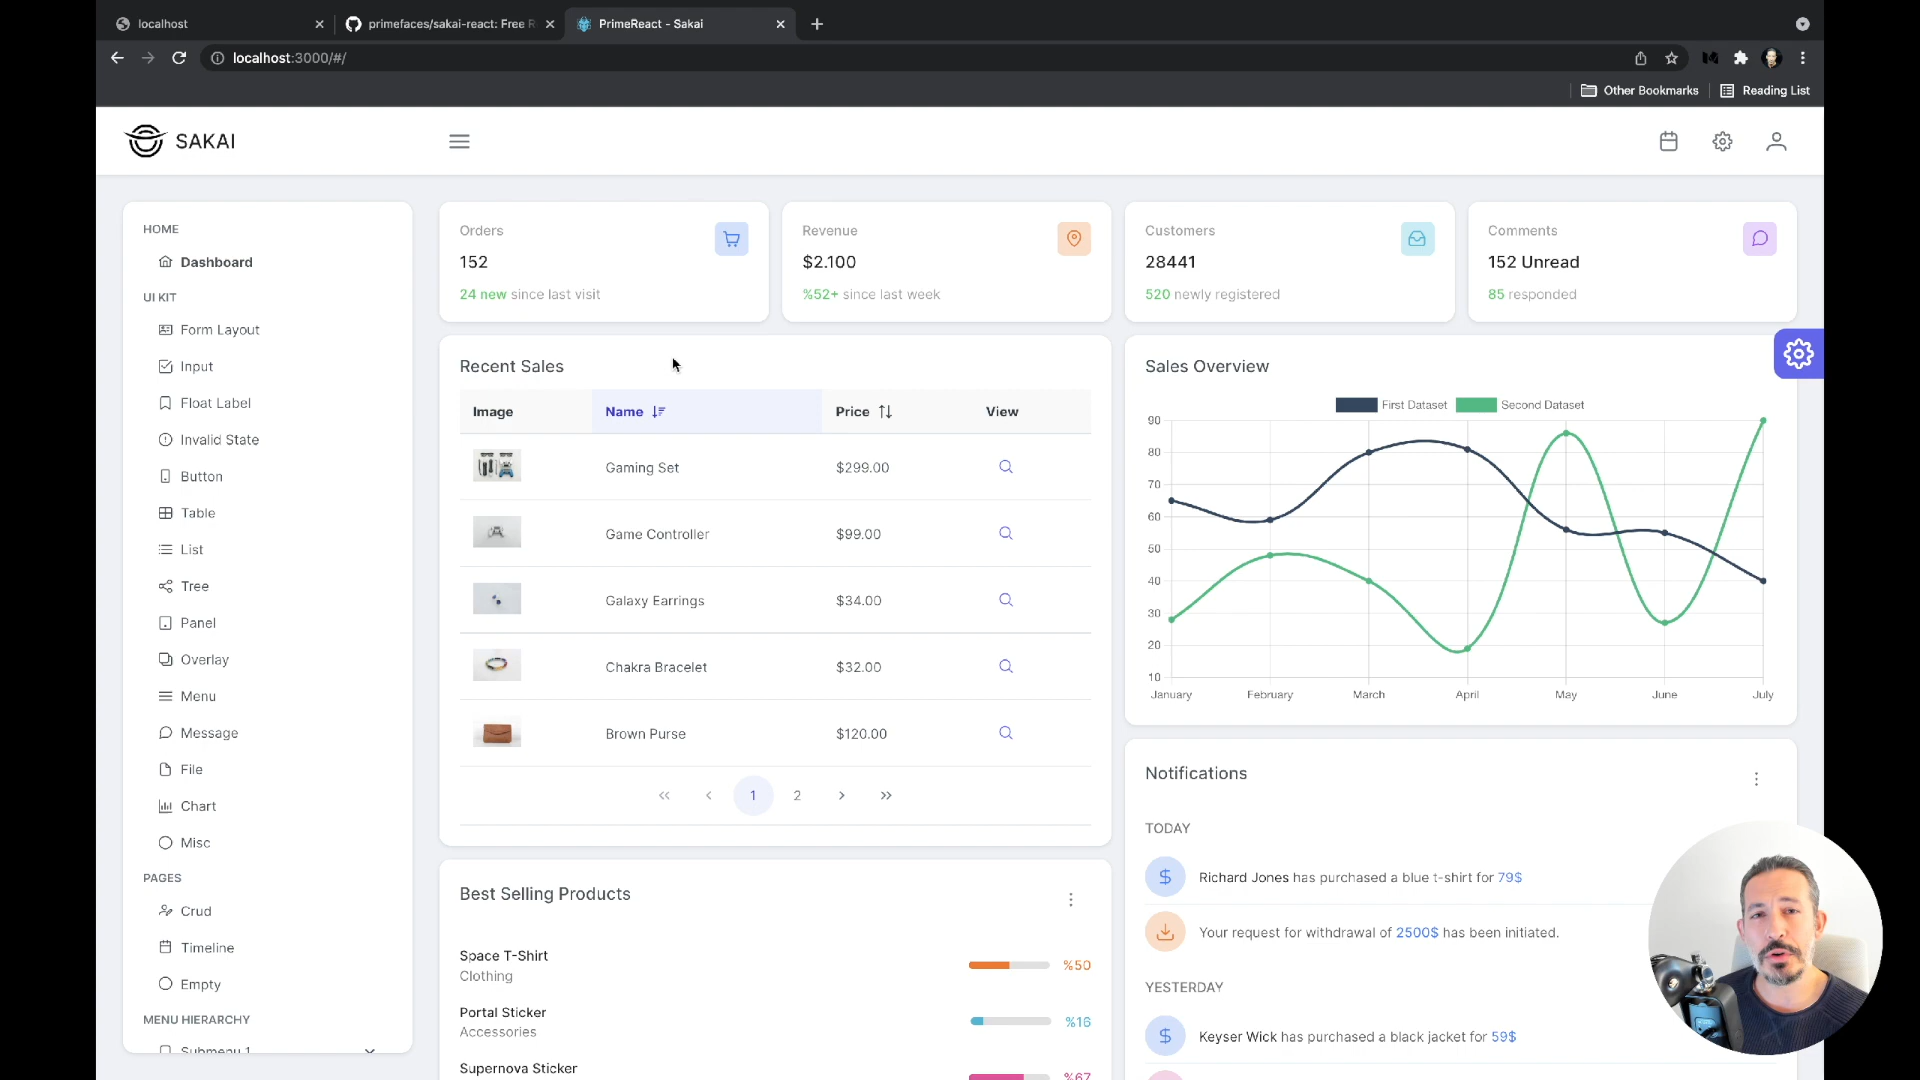 localhost
primefaces/sakai-react: Free R
PrimeReact - Sakai
localhost:3000/#/
Other Bookmarks
Reading List
SAKAI
HOME
Dashboard
UI KIT
Form Layout
Input
Float Label
Invalid State
Button
Table
List
Tree
Panel
Overlay
Menu
Message
File
Chart
Misc
PAGES
Crud
Timeline
Empty
MENU HIERARCHY
Submenu 1
Orders
152
24 new since last visit
Revenue
$2.100
%52+ since last week
Customers
28441
520 newly registered
Comments
152 Unread
85 responded
Recent Sales
Image Name Price View
Gaming Set $299.00
Game Controller $99.00
Galaxy Earrings $34.00
Chakra Bracelet $32.00
Brown Purse $120.00
1 2
Best Selling Products
Space T-Shirt
Clothing
%50
Portal Sticker
Accessories
%16
Supernova Sticker
%67
Sales Overview
First Dataset Second Dataset
90
80
70
60
50
40
30
20
10
January February March April May June July
Notifications
TODAY
Richard Jones has purchased a blue t-shirt for 79$
Your request for withdrawal of 2500$ has been initiated.
YESTERDAY
Keyser Wick has purchased a black jacket for 59$